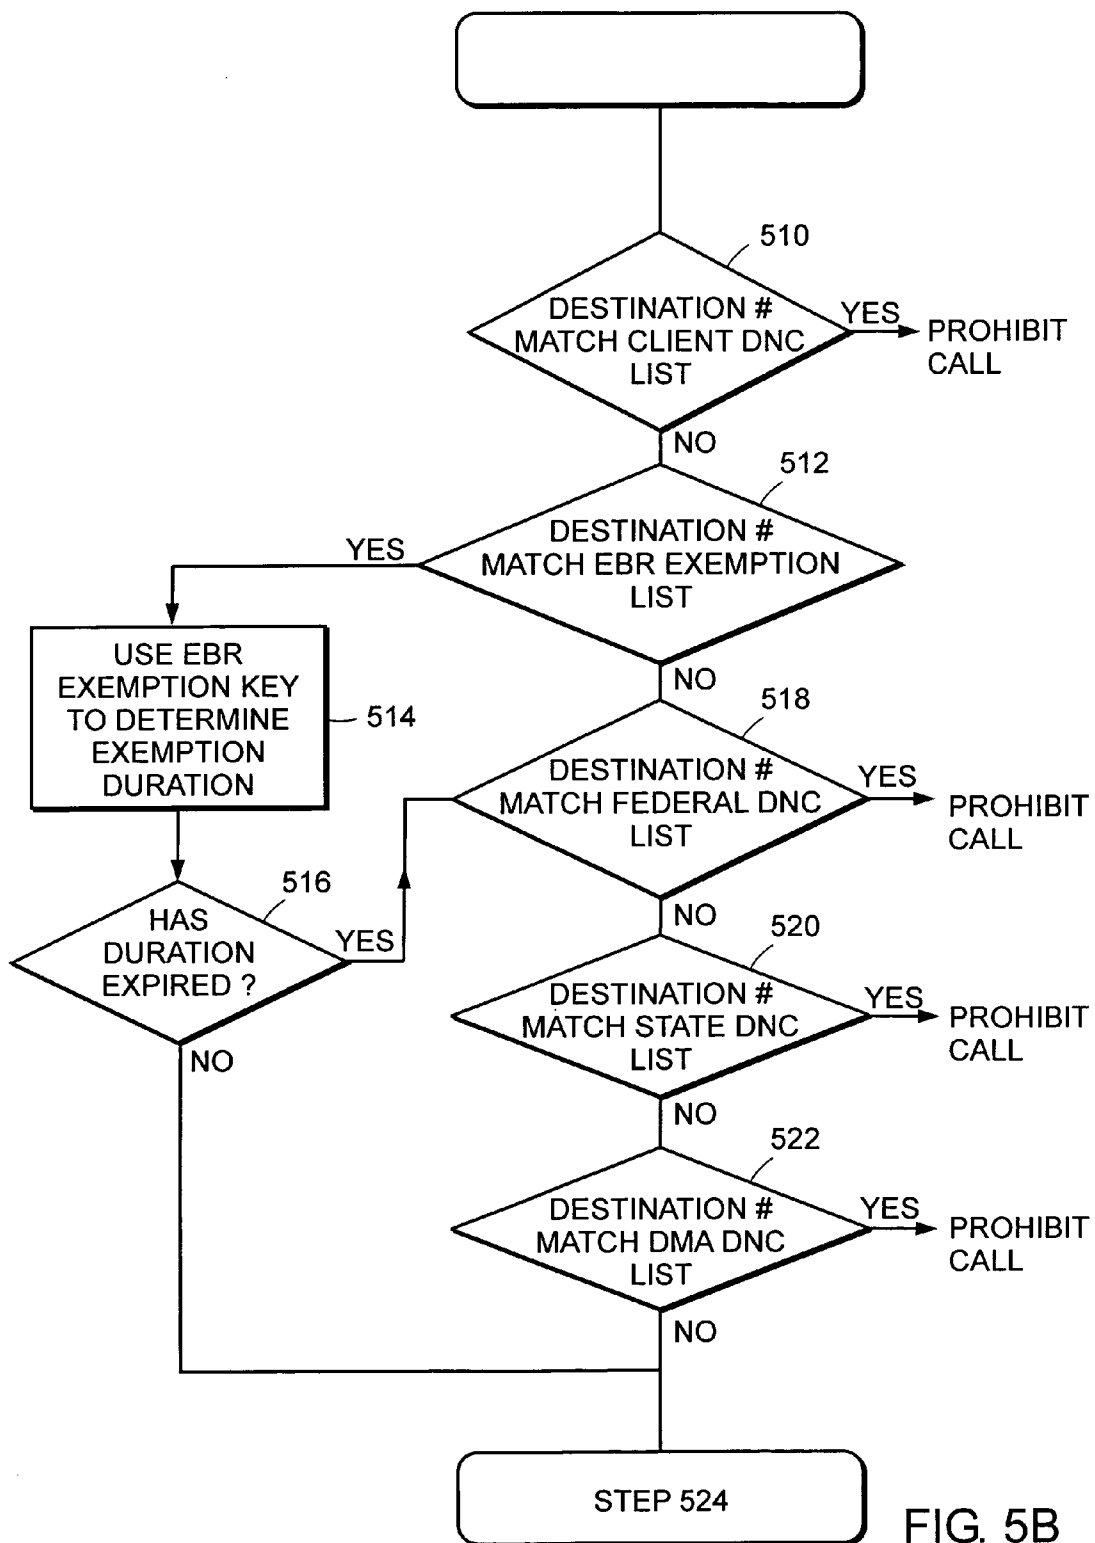 510
DESTINATION #
MATCH CLIENT DNC
LIST
YES
PROHIBIT
CALL
NO
512
DESTINATION #
MATCH EBR EXEMPTION
LIST
YES
NO
USE EBR
EXEMPTION KEY
TO DETERMINE
EXEMPTION
DURATION
514
518
DESTINATION #
MATCH FEDERAL DNC
LIST
YES
PROHIBIT
CALL
NO
516
HAS
DURATION
EXPIRED ?
YES
NO
520
DESTINATION #
MATCH STATE DNC
LIST
YES
PROHIBIT
CALL
NO
522
DESTINATION #
MATCH DMA DNC
LIST
YES
PROHIBIT
CALL
NO
STEP 524
FIG. 5B